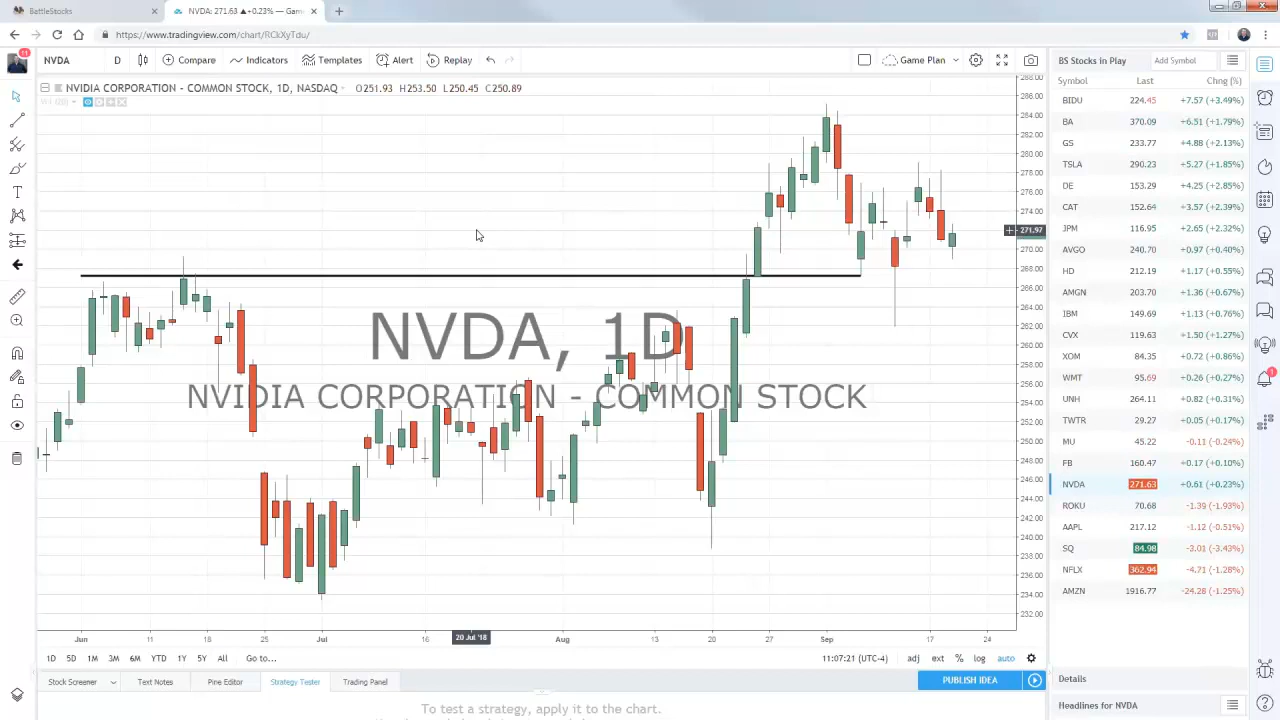 BattleStocks
NVDA: 271.63 ▲+0.23% — Gam
https://www.tradingview.com/chart/RCkXyTdu/
11
NVDA D Compare Indicators Templates Alert Replay Game Plan
NVIDIA CORPORATION - COMMON STOCK, 1D, NASDAQ O251.93 H253.50 L250.45 C250.89
Vol (20)
NVDA, 1D
NVIDIA CORPORATION - COMMON STOCK
288.00
286.00
284.00
282.00
280.00
278.00
276.00
274.00
271.97
270.00
268.00
266.00
264.00
262.00
260.00
258.00
256.00
254.00
252.00
250.00
248.00
246.00
244.00
242.00
240.00
238.00
236.00
234.00
232.00
Jun 11 18 25 Jul 16 20 Jul '18 Aug 13 20 27 Sep 17 24
1D 5D 1M 3M 6M YTD 1Y 5Y All Go to... 11:07:21 (UTC-4) adj ext % log auto
Stock Screener Text Notes Pine Editor Strategy Tester Trading Panel PUBLISH IDEA
To test a strategy, apply it to the chart.
BS Stocks in Play Add Symbol
Symbol Last Chng (%)
BIDU 224.45 +7.57 (+3.49%)
BA 370.09 +6.51 (+1.79%)
GS 233.77 +4.88 (+2.13%)
TSLA 290.23 +5.27 (+1.85%)
DE 153.29 +4.25 (+2.85%)
CAT 152.64 +3.57 (+2.39%)
JPM 116.95 +2.65 (+2.32%)
AVGO 240.70 +0.97 (+0.40%)
HD 212.19 +1.17 (+0.55%)
AMGN 203.70 +1.36 (+0.67%)
IBM 149.69 +1.13 (+0.76%)
CVX 119.63 +1.50 (+1.27%)
XOM 84.35 +0.72 (+0.86%)
WMT 95.69 +0.26 (+0.27%)
UNH 264.11 +0.82 (+0.31%)
TWTR 29.27 +0.05 (+0.17%)
MU 45.22 -0.11 (-0.24%)
FB 160.47 +0.17 (+0.10%)
NVDA 271.63 +0.61 (+0.23%)
ROKU 70.68 -1.39 (-1.93%)
AAPL 217.12 -1.12 (-0.51%)
SQ 84.98 -3.01 (-3.43%)
NFLX 362.94 -4.71 (-1.28%)
AMZN 1916.77 -24.28 (-1.25%)
1
Details
Headlines for NVDA